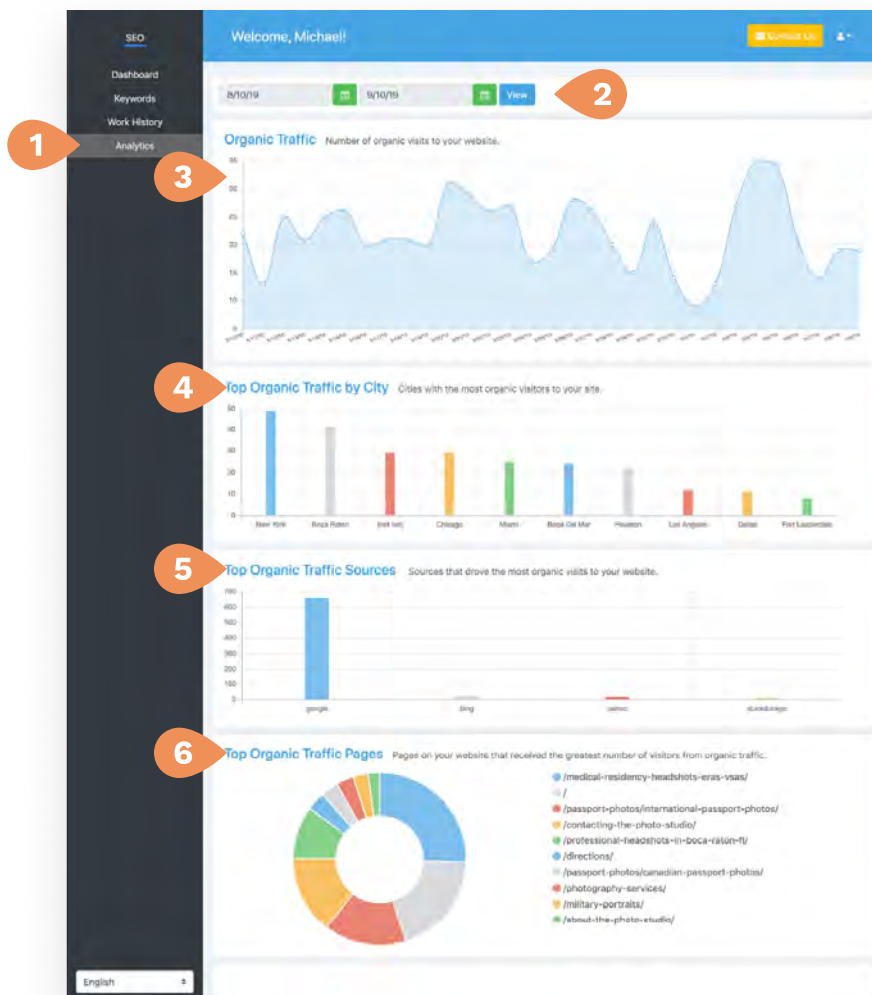 SEO
Welcome, Michael!
Contact Us
Dashboard
Keywords
Work History
Analytics
8/10/19
9/10/19
View
1
2
3
4
5
6
Organic Traffic Number of organic visits to your website.
10
0
Top Organic Traffic by City Cities with the most organic visitors to your site.
50
40
30
20
10
0
New York
Boca Raton
(not set)
Chicago
Miami
Boca Del Mar
Houston
Los Angeles
Dallas
Fort Lauderdale
Top Organic Traffic Sources Sources that drove the most organic visits to your website.
700
600
500
400
300
200
100
0
google
bing
yahoo
duckduckgo
Top Organic Traffic Pages Pages on your website that received the greatest number of visitors from organic traffic.
/medical-residency-headshots-eras-vsas/
/
/passport-photos/international-passport-photos/
/contacting-the-photo-studio/
/professional-headshots-in-boca-raton-fl/
/directions/
/passport-photos/canadian-passport-photos/
/photography-services/
/military-portraits/
/about-the-photo-studio/
English